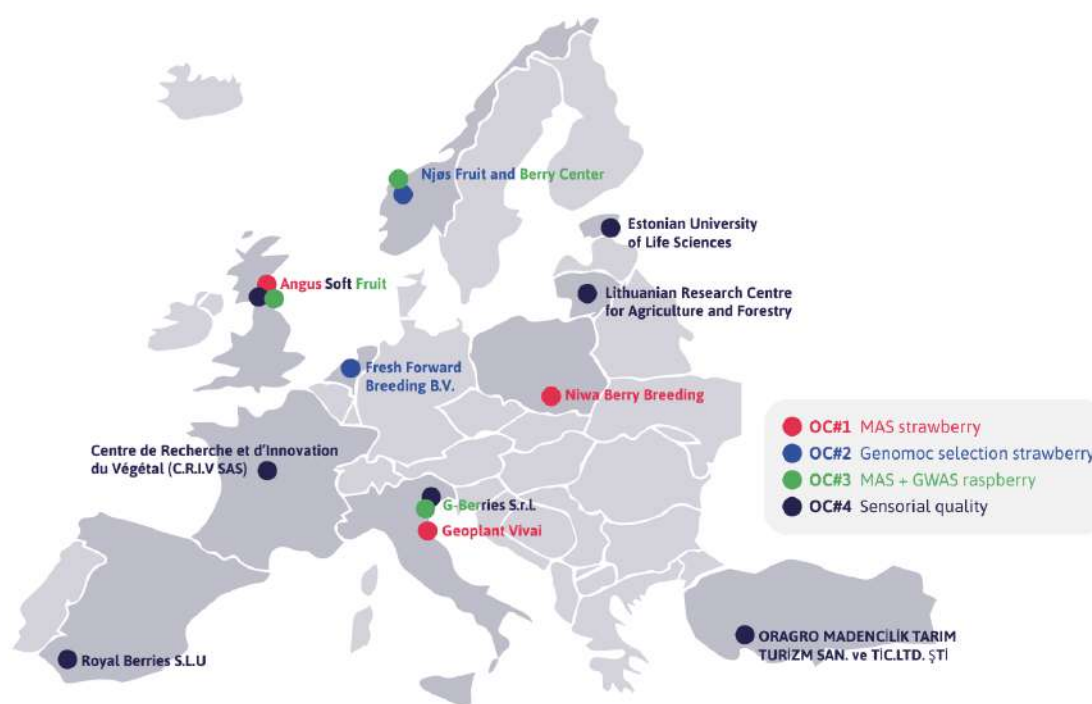 Njøs Fruit and Berry Center
Estonian University
of Life Sciences
Angus Soft Fruit
Lithuanian Research Centre
for Agriculture and Forestry
Fresh Forward
Breeding B.V.
Niwa Berry Breeding
Centre de Recherche et d'Innovation
du Végétal (C.R.I.V SAS)
G-Berries S.r.l.
Geoplant Vivai
OC#1 MAS strawberry
OC#2 Genomoc selection strawberry
OC#3 MAS + GWAS raspberry
OC#4 Sensorial quality
Royal Berries S.L.U
ORAGRO MADENCİLİK TARIM
TURİZM SAN. ve TİC.LTD. ŞTİ